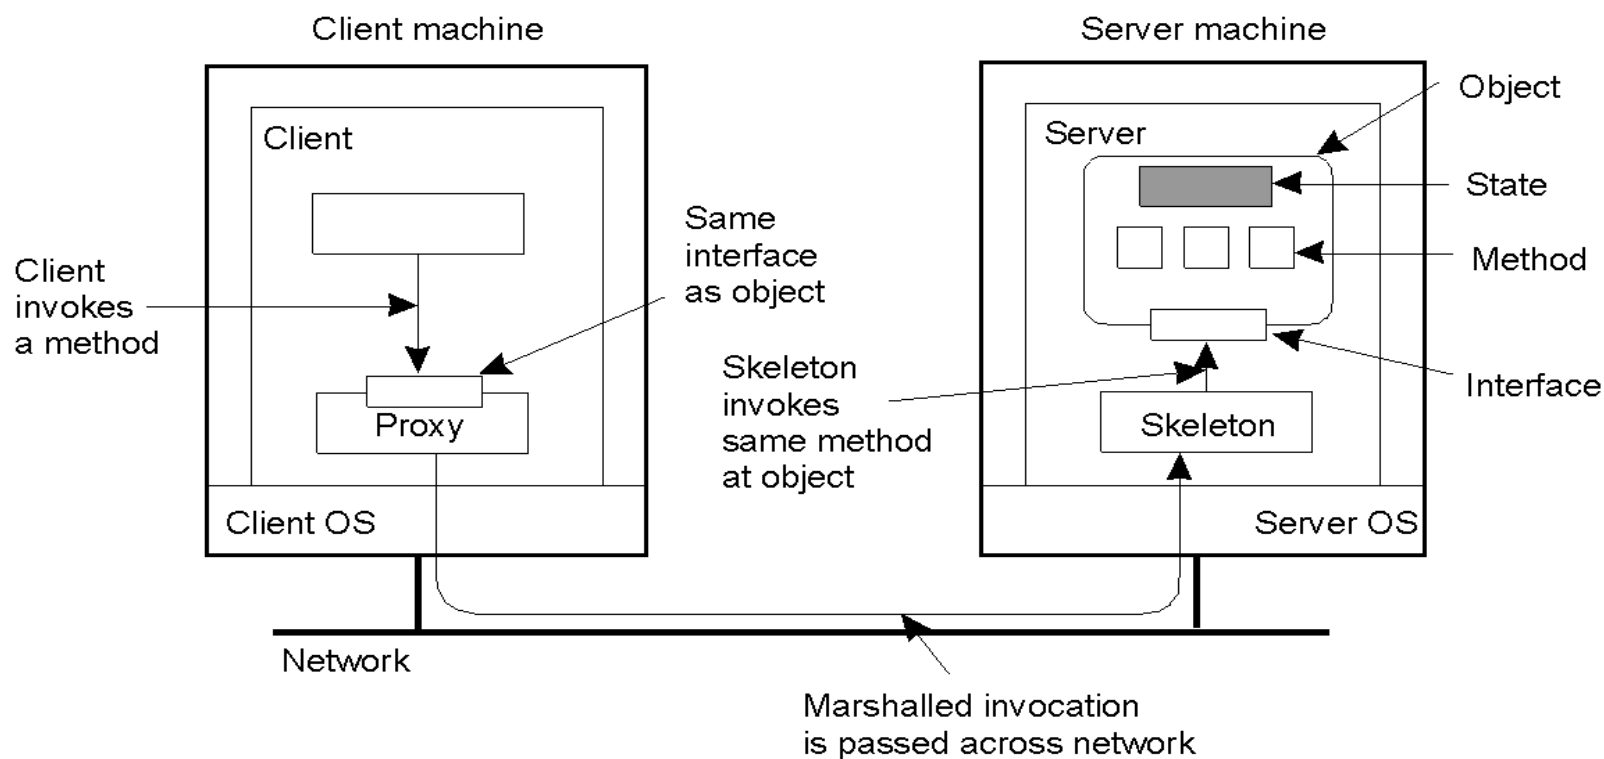 Client machine
Server machine
Object
Client
Server
State
Same
interface
as object
Method
Client
invokes
a method
Skeleton
invokes
same method
at object
Interface
Proxy
Skeleton
Client OS
Server OS
Network
Marshalled invocation
is passed across network